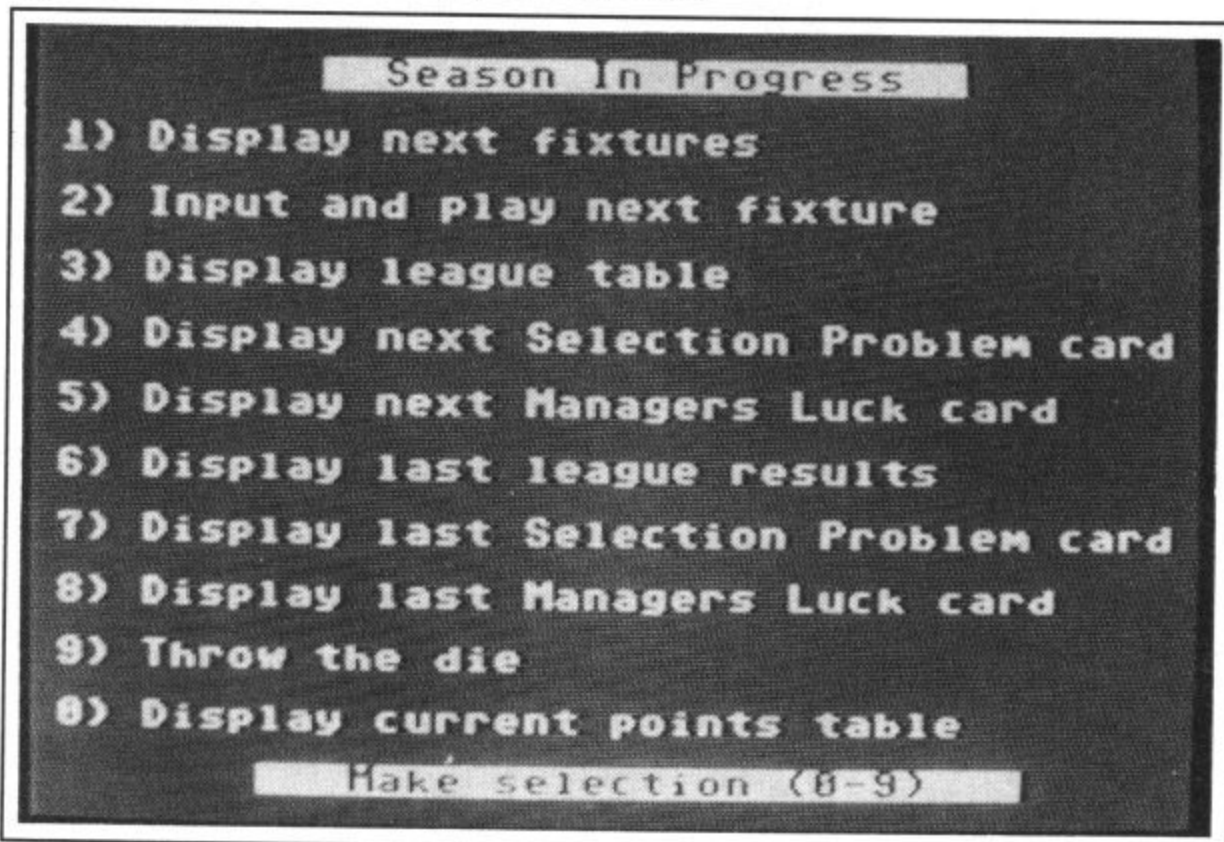 Season In Progress
1) Display next fixtures
2) Input and play next fixture
3) Display league table
4) Display next Selection Problem card
5) Display next Managers Luck card
6) Display last league results
7) Display last Selection Problem card
8) Display last Managers Luck card
9) Throw the die
0) Display current points table
Make selection (0-9)